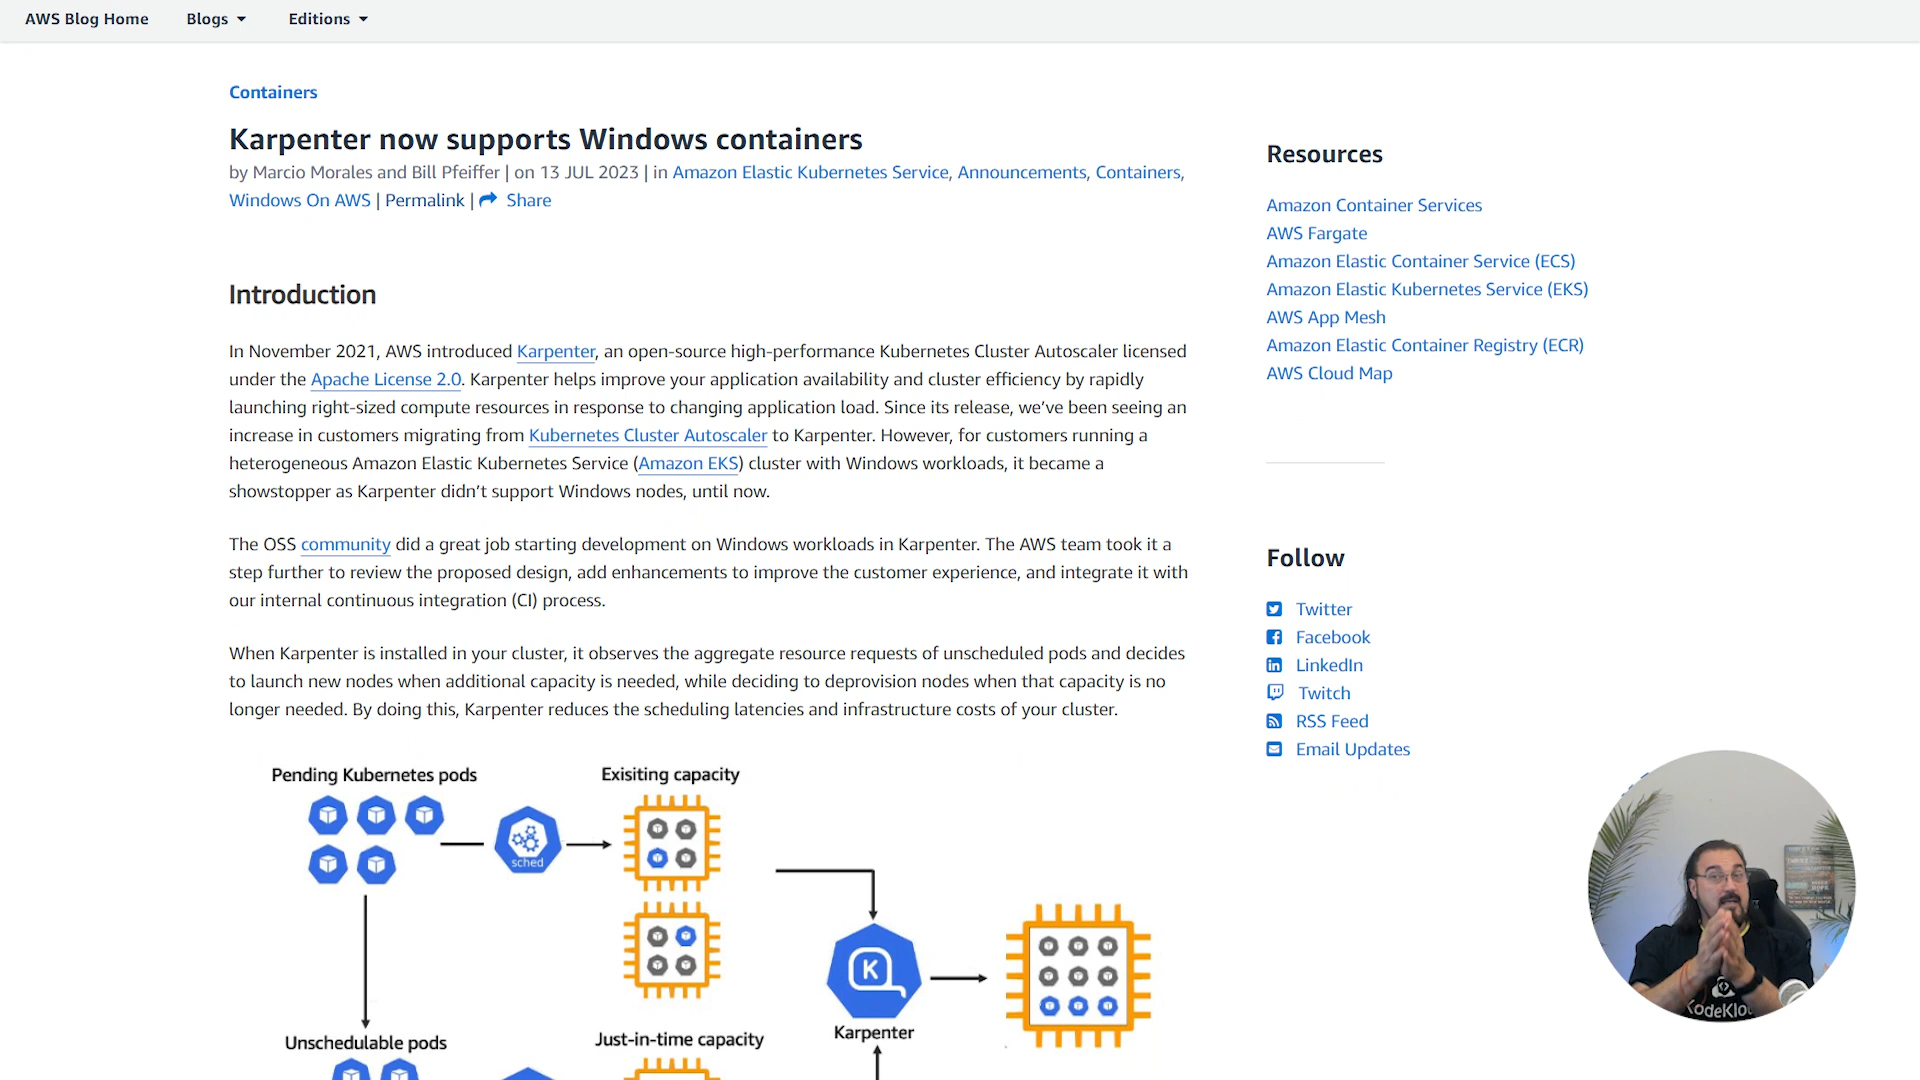 AWS Blog Home
Blogs
Editions
Containers
Karpenter now supports Windows containers
by Marcio Morales and Bill Pfeiffer | on 13 JUL 2023 | in Amazon Elastic Kubernetes Service, Announcements, Containers,
Windows On AWS | Permalink | Share
Introduction
In November 2021, AWS introduced Karpenter, an open-source high-performance Kubernetes Cluster Autoscaler licensed
under the Apache License 2.0. Karpenter helps improve your application availability and cluster efficiency by rapidly
launching right-sized compute resources in response to changing application load. Since its release, we’ve been seeing an
increase in customers migrating from Kubernetes Cluster Autoscaler to Karpenter. However, for customers running a
heterogeneous Amazon Elastic Kubernetes Service (Amazon EKS) cluster with Windows workloads, it became a
showstopper as Karpenter didn’t support Windows nodes, until now.
The OSS community did a great job starting development on Windows workloads in Karpenter. The AWS team took it a
step further to review the proposed design, add enhancements to improve the customer experience, and integrate it with
our internal continuous integration (CI) process.
When Karpenter is installed in your cluster, it observes the aggregate resource requests of unscheduled pods and decides
to launch new nodes when additional capacity is needed, while deciding to deprovision nodes when that capacity is no
longer needed. By doing this, Karpenter reduces the scheduling latencies and infrastructure costs of your cluster.
Pending Kubernetes pods
Exisiting capacity
sched
K
Karpenter
Unschedulable pods
Just-in-time capacity
Resources
Amazon Container Services
AWS Fargate
Amazon Elastic Container Service (ECS)
Amazon Elastic Kubernetes Service (EKS)
AWS App Mesh
Amazon Elastic Container Registry (ECR)
AWS Cloud Map
Follow
Twitter
Facebook
LinkedIn
Twitch
RSS Feed
Email Updates
KodeKlo